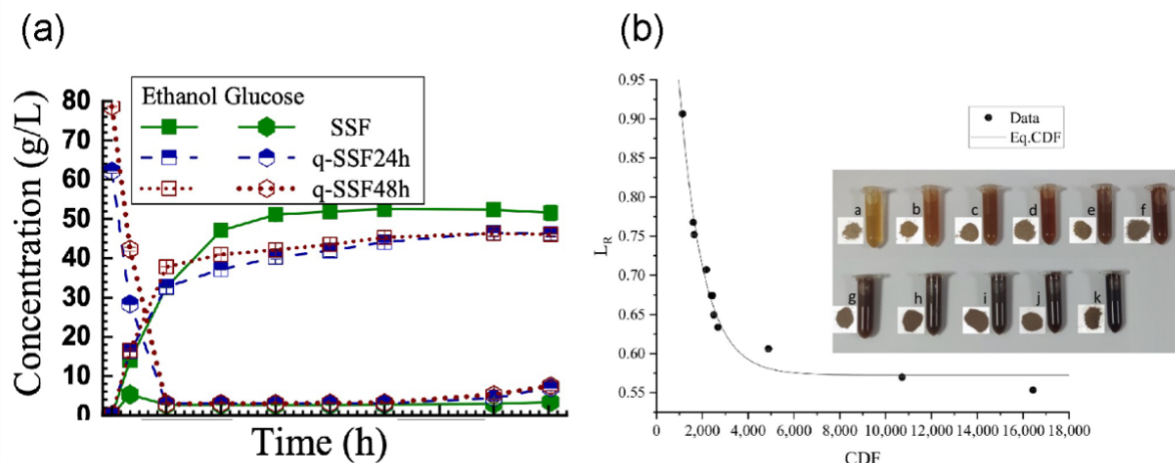 (a)
Concentration (g/L)
80
70
60
50
40
30
20
10
0
Ethanol Glucose
SSF
q-SSF24h
q-SSF48h
Time (h)
(b)
L_R
0.95
0.90
0.85
0.80
0.75
0.70
0.65
0.60
0.55
Data
Eq.CDF
a b c d e f
g h i j k
0 2,000 4,000 6,000 8,000 10,000 12,000 14,000 16,000 18,000
CDF